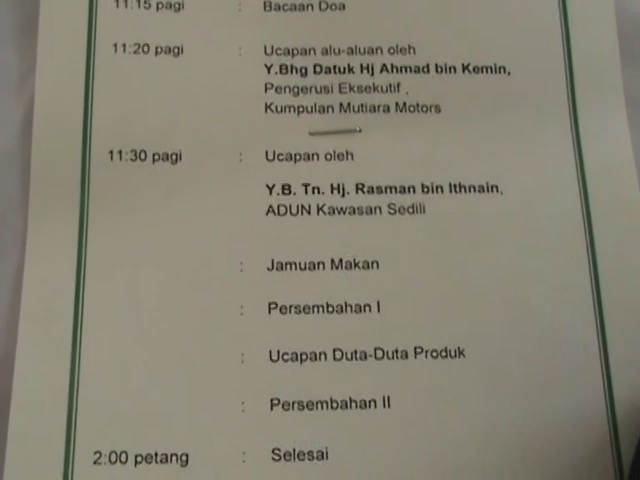 11:15 pagi : Bacaan Doa
11:20 pagi : Ucapan alu-aluan oleh
Y.Bhg Datuk Hj Ahmad bin Kemin,
Pengerusi Eksekutif ,
Kumpulan Mutiara Motors
11:30 pagi : Ucapan oleh
Y.B. Tn. Hj. Rasman bin Ithnain,
ADUN Kawasan Sedili
: Jamuan Makan
: Persembahan I
: Ucapan Duta-Duta Produk
: Persembahan II
2:00 petang : Selesai